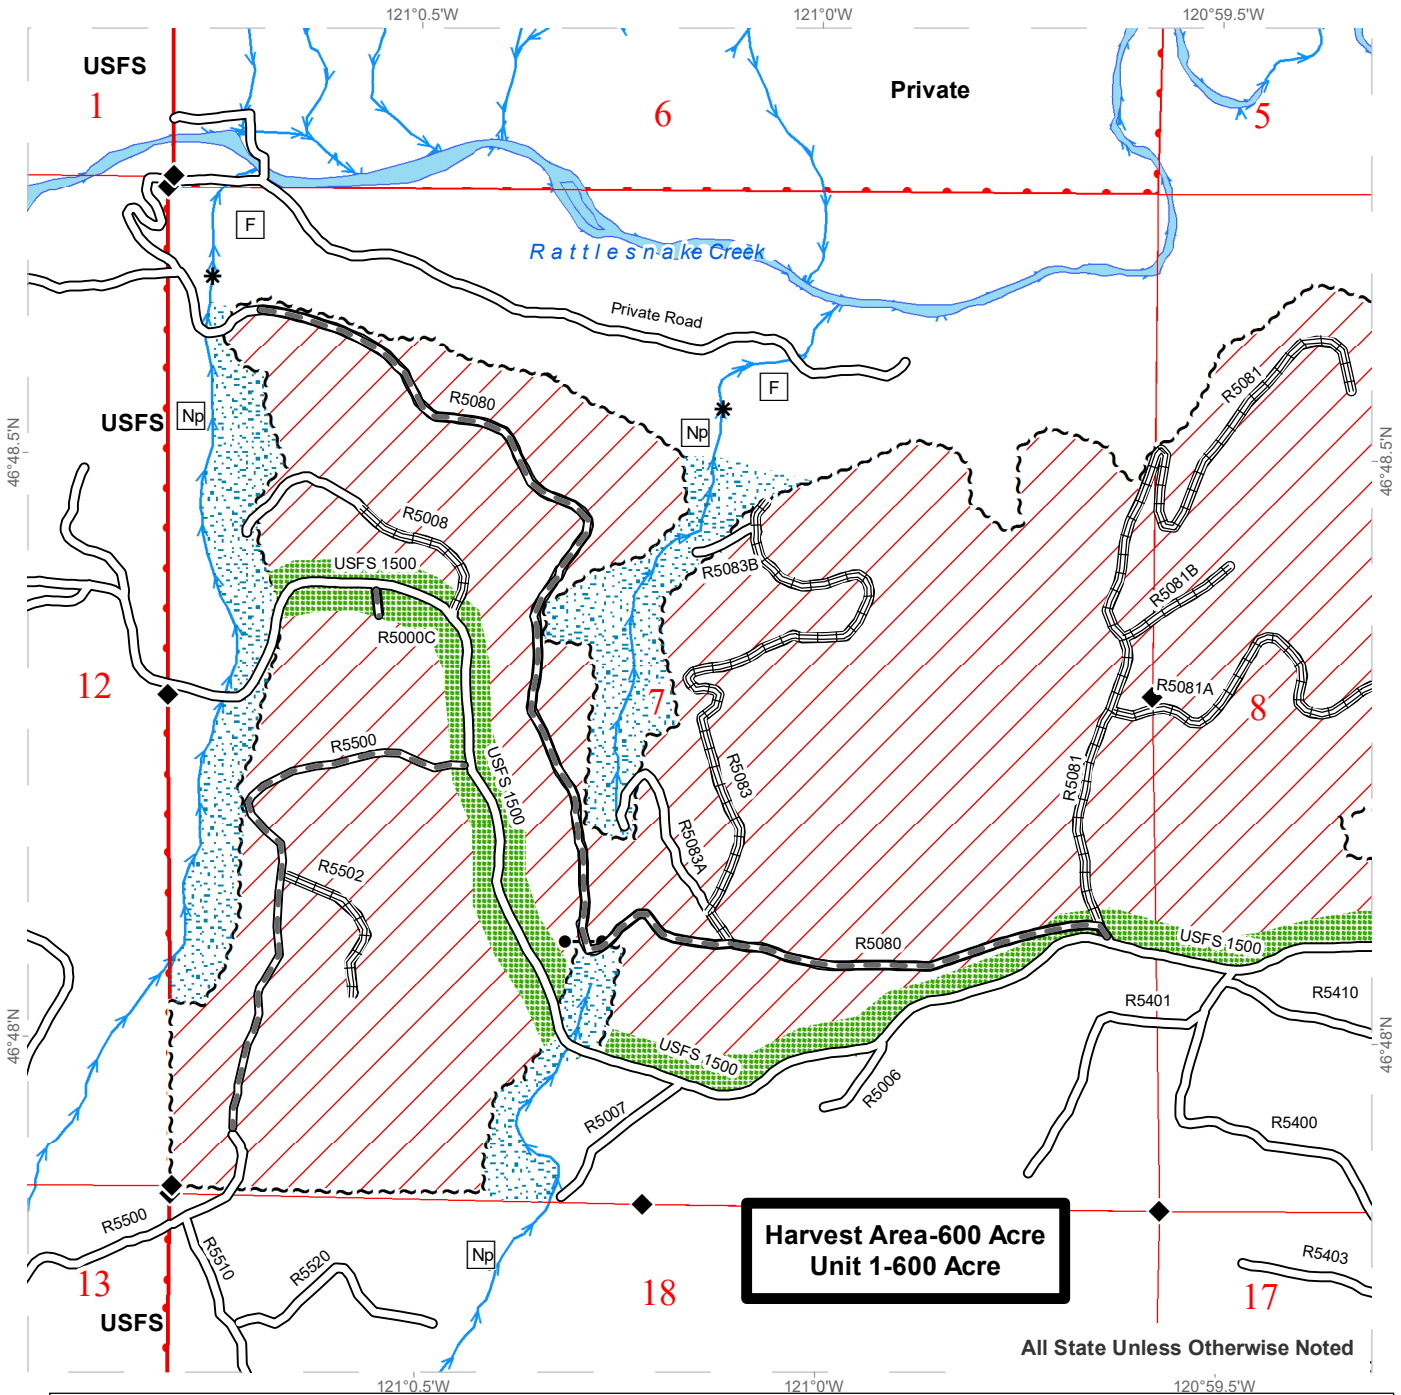 121°0.5'W
121°0'W
120°59.5'W
USFS
1
6
Private
5
F
Rattlesnake Creek
Private Road
R5080
F
R5081
USFS
Np
Np
46°48.5'N
46°48.5'N
R5008
USFS 1500
R5083B
R5081B
R5000C
12
7
R5081A
8
R5500
USFS 1500
R5083
R5081
R5083A
R5502
R5080
USFS 1500
R5401
R5410
46°48'N
46°48'N
USFS 1500
R5006
R5007
R5400
R5500
R5510
R5520
Np
Harvest Area-600 Acre
Unit 1-600 Acre
R5403
13
18
17
USFS
All State Unless Otherwise Noted
121°0.5'W
121°0'W
120°59.5'W